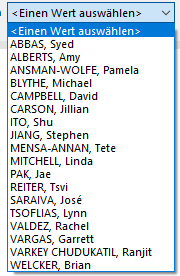 <Einen Wert auswählen>
<Einen Wert auswählen>
ABBAS, Syed
ALBERTS, Amy
ANSMAN-WOLFE, Pamela
BLYTHE, Michael
CAMPBELL, David
CARSON, Jillian
ITO, Shu
JIANG, Stephen
MENSA-ANNAN, Tete
MITCHELL, Linda
PAK, Jae
REITER, Tsvi
SARAIVA, José
TSOFLIAS, Lynn
VALDEZ, Rachel
VARGAS, Garrett
VARKEY CHUDUKATIL, Ranjit
WELCKER, Brian